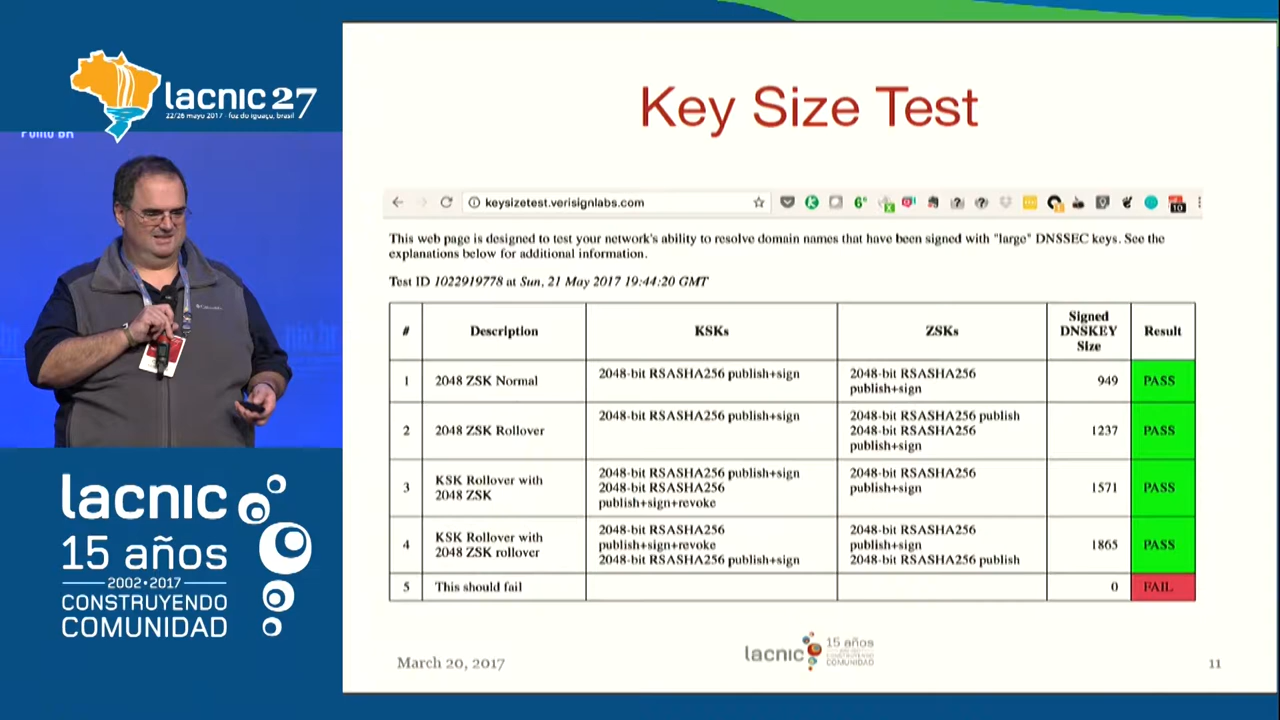 lacnic 27
22/26 mayo 2017 - foz do iguaçu, brasil
lacnic
15 años
2002•2017
CONSTRUYENDO
COMUNIDAD
Key Size Test
keysizetest.verisignlabs.com
6°
10
This web page is designed to test your network's ability to resolve domain names that have been signed with "large" DNSSEC keys. See the
explanations below for additional information.
Test ID 1022919778 at Sun, 21 May 2017 19:44:20 GMT
# Description KSKs ZSKs Signed DNSKEY Size Result
1 2048 ZSK Normal 2048-bit RSASHA256 publish+sign 2048-bit RSASHA256 publish+sign 949 PASS
2 2048 ZSK Rollover 2048-bit RSASHA256 publish+sign 2048-bit RSASHA256 publish 2048-bit RSASHA256 publish+sign 1237 PASS
3 KSK Rollover with 2048 ZSK 2048-bit RSASHA256 publish+sign 2048-bit RSASHA256 publish+sign+revoke 2048-bit RSASHA256 publish+sign 1571 PASS
4 KSK Rollover with 2048 ZSK rollover 2048-bit RSASHA256 publish+sign+revoke 2048-bit RSASHA256 publish+sign 2048-bit RSASHA256 publish+sign 2048-bit RSASHA256 publish 1865 PASS
5 This should fail 0 FAIL
March 20, 2017
lacnic
15 años
CONSTRUYENDO
COMUNIDAD
11